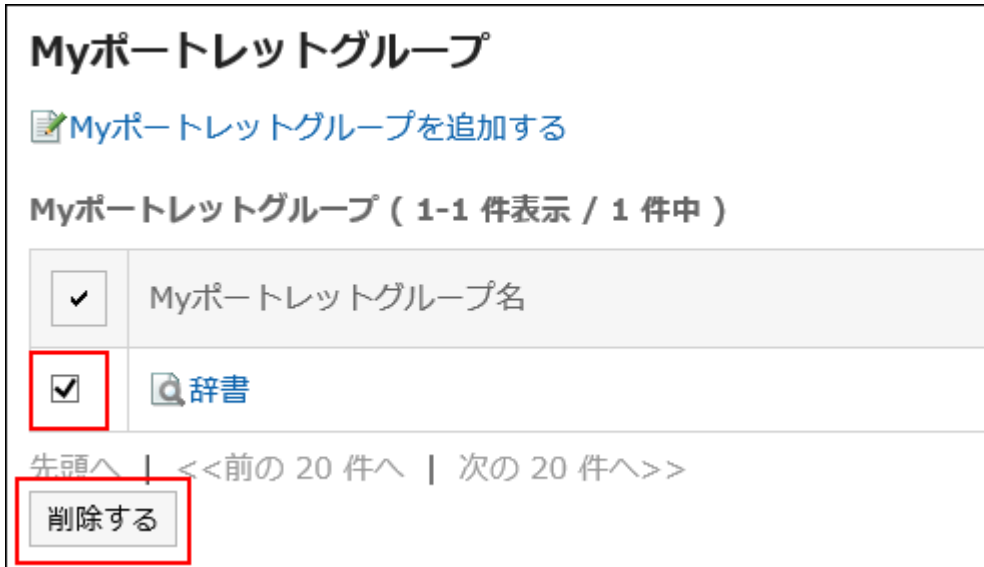 Myポートレットグループ
Myポートレットグループを追加する
Myポートレットグループ ( 1-1 件表示 / 1 件中 )
Myポートレットグループ名
辞書
先頭へ | <<前の 20 件へ | 次の 20 件へ>>
削除する